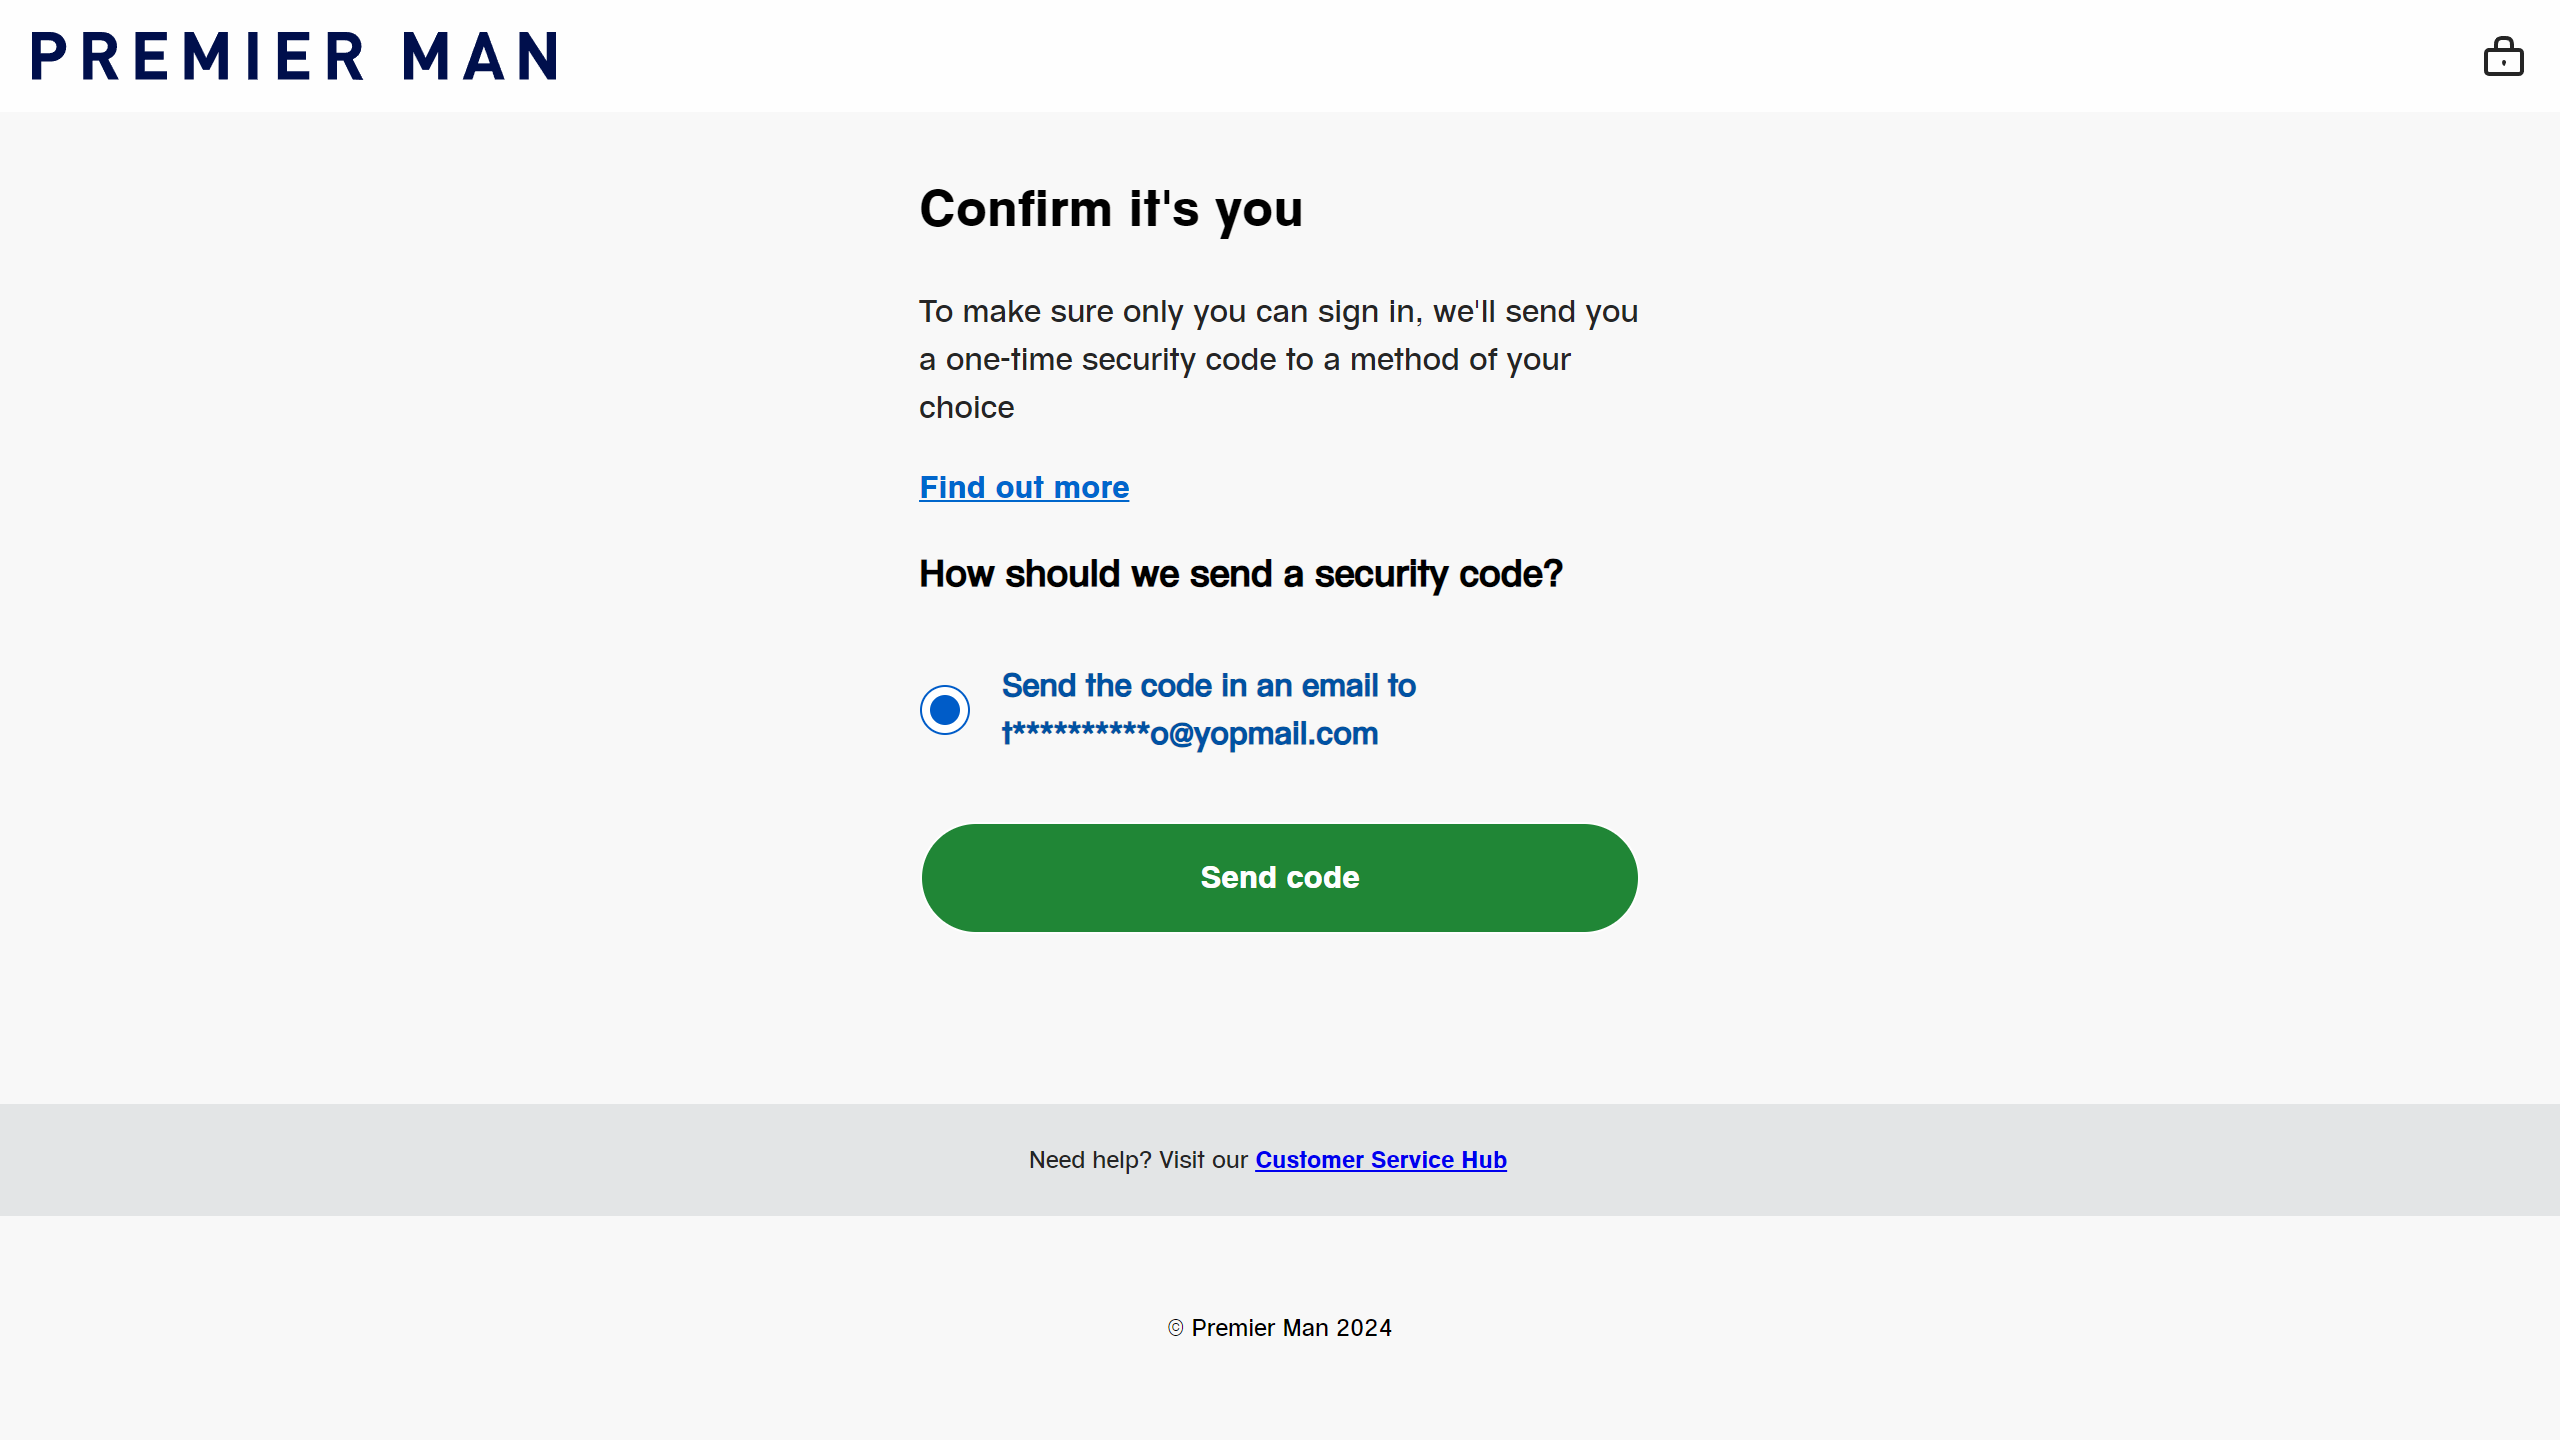 PREMIER MAN
Confirm it's you
To make sure only you can sign in, we'll send you
a one-time security code to a method of your
choice
Find out more
How should we send a security code?
Send the code in an email to
t**********o@yopmail.com
Send code
Need help? Visit our Customer Service Hub
© Premier Man 2024